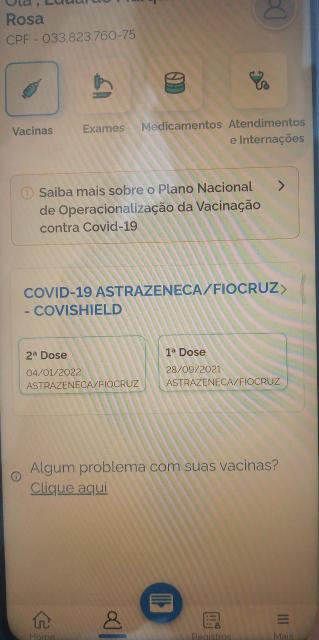 Olá, Eduardo
Rosa
CPF - 033.823.760-75
Vacinas
Exames
Medicamentos
Atendimentos
e Internações
Saiba mais sobre o Plano Nacional
de Operacionalização da Vacinação
contra Covid-19
COVID-19 ASTRAZENECA/FIOCRUZ
- COVISHIELD
2ª Dose
04/01/2022
ASTRAZENECA/FIOCRUZ
1ª Dose
28/09/2021
ASTRAZENECA/FIOCRUZ
Algum problema com suas vacinas?
Clique aqui
Home
Registros
Mais